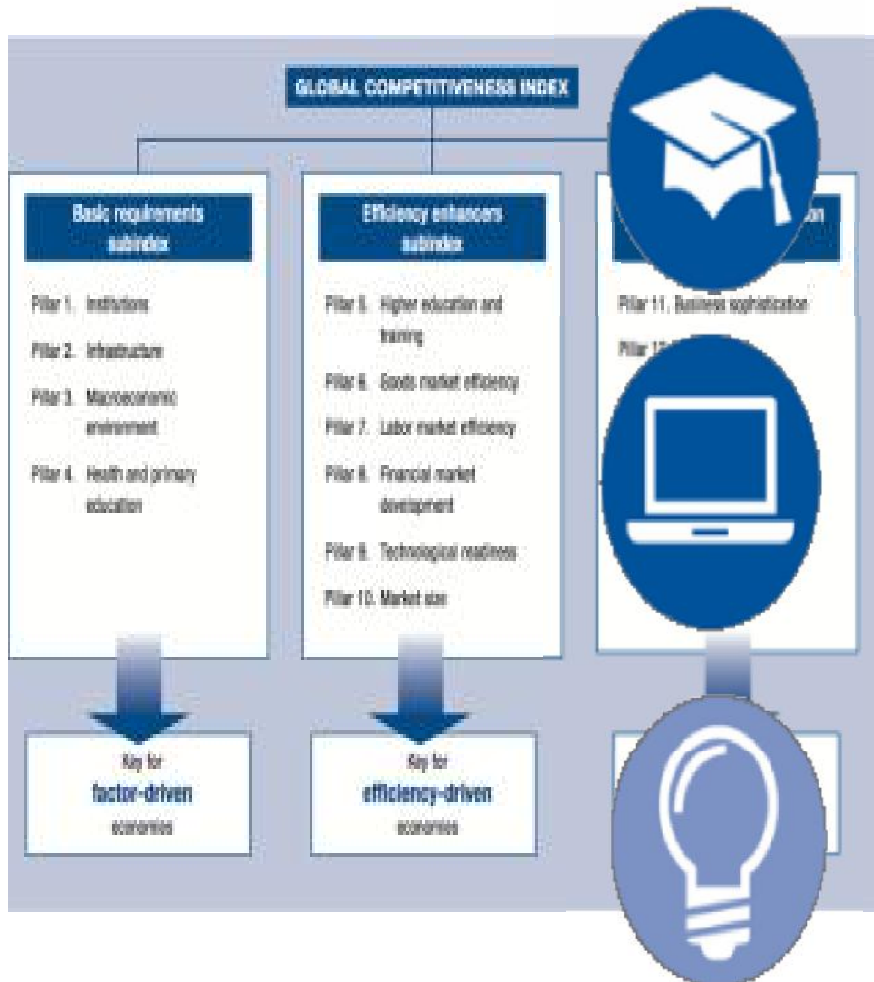 GLOBAL COMPETITIVENESS INDEX
Basic requirements
subindex
Pillar 1. Institutions
Pillar 2. Infrastructure
Pillar 3. Macroeconomic
environment
Pillar 4. Health and primary
education
Key for
factor-driven
economies
Efficiency enhancers
subindex
Pillar 5. Higher education and
training
Pillar 6. Goods market efficiency
Pillar 7. Labor market efficiency
Pillar 8. Financial market
development
Pillar 9. Technological readiness
Pillar 10. Market size
Key for
efficiency-driven
economies
Pillar 11. Business sophistication
Pillar